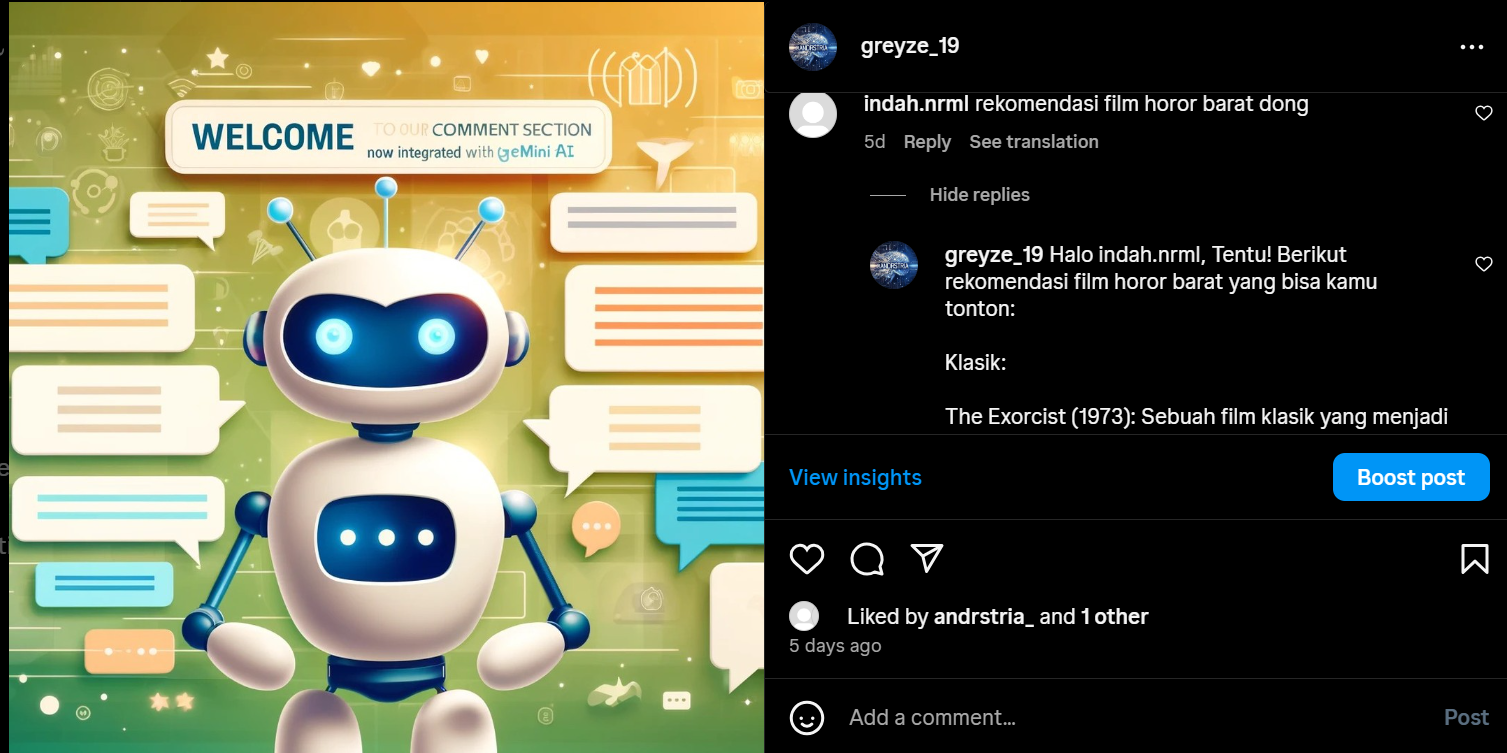 WELCOME TO OUR COMMENT SECTION
now integrated with geMini AI
greyze_19
indah.nrml rekomendasi film horor barat dong
5d Reply See translation
Hide replies
greyze_19 Halo indah.nrml, Tentu! Berikut
rekomendasi film horor barat yang bisa kamu
tonton:
Klasik:
The Exorcist (1973): Sebuah film klasik yang menjadi
View insights
Boost post
Liked by andrstria_ and 1 other
5 days ago
Add a comment...
Post